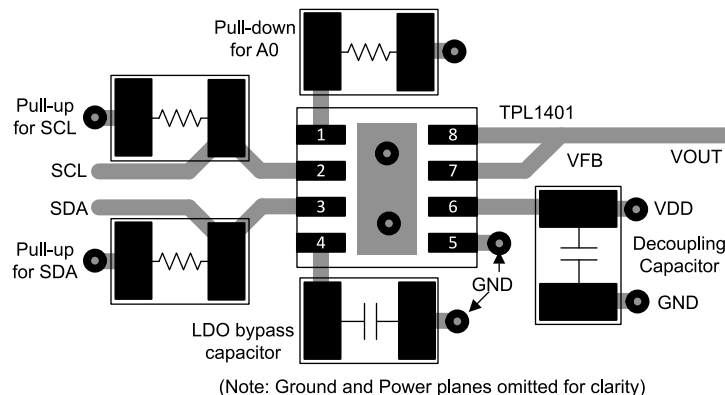 Pull-down
for A0
Pull-up
for SCL
SCL
SDA
Pull-up
for SDA
1
2
3
4
8
7
6
5
TPL1401
VFB
VOUT
VDD
Decoupling
Capacitor
GND
GND
LDO bypass
capacitor
(Note: Ground and Power planes omitted for clarity)